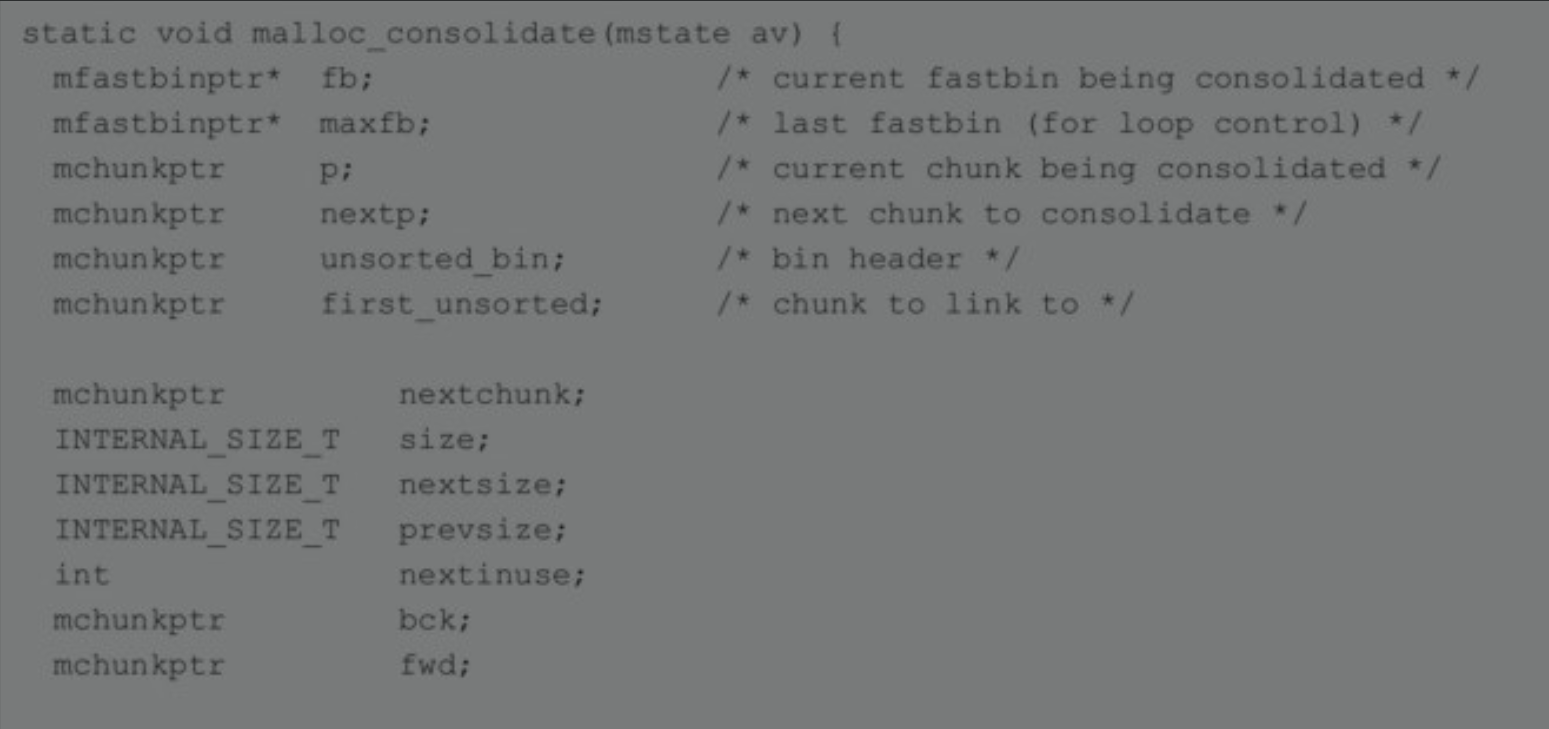 static void malloc_consolidate(mstate av) {
  mfastbinptr*  fb;                  /* current fastbin being consolidated */
  mfastbinptr*  maxfb;               /* last fastbin (for loop control) */
  mchunkptr     p;                   /* current chunk being consolidated */
  mchunkptr     nextp;               /* next chunk to consolidate */
  mchunkptr     unsorted_bin;        /* bin header */
  mchunkptr     first_unsorted;      /* chunk to link to */
  mchunkptr         nextchunk;
  INTERNAL_SIZE_T   size;
  INTERNAL_SIZE_T   nextsize;
  INTERNAL_SIZE_T   prevsize;
  int               nextinuse;
  mchunkptr         bck;
  mchunkptr         fwd;